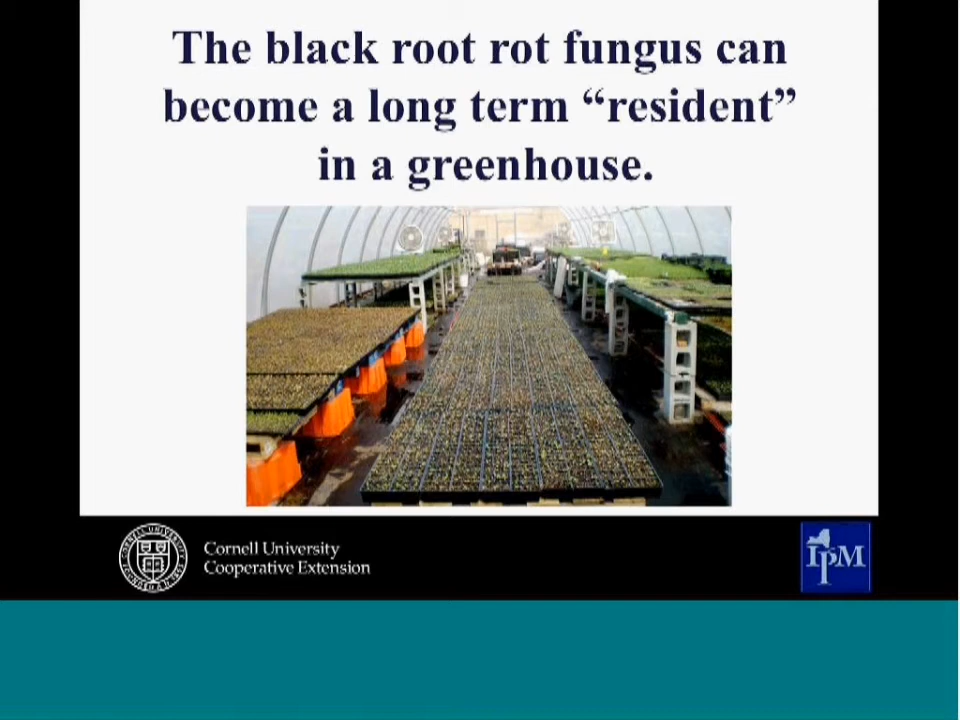 The black root rot fungus can
become a long term “resident”
in a greenhouse.
Cornell University
Cooperative Extension
IPM